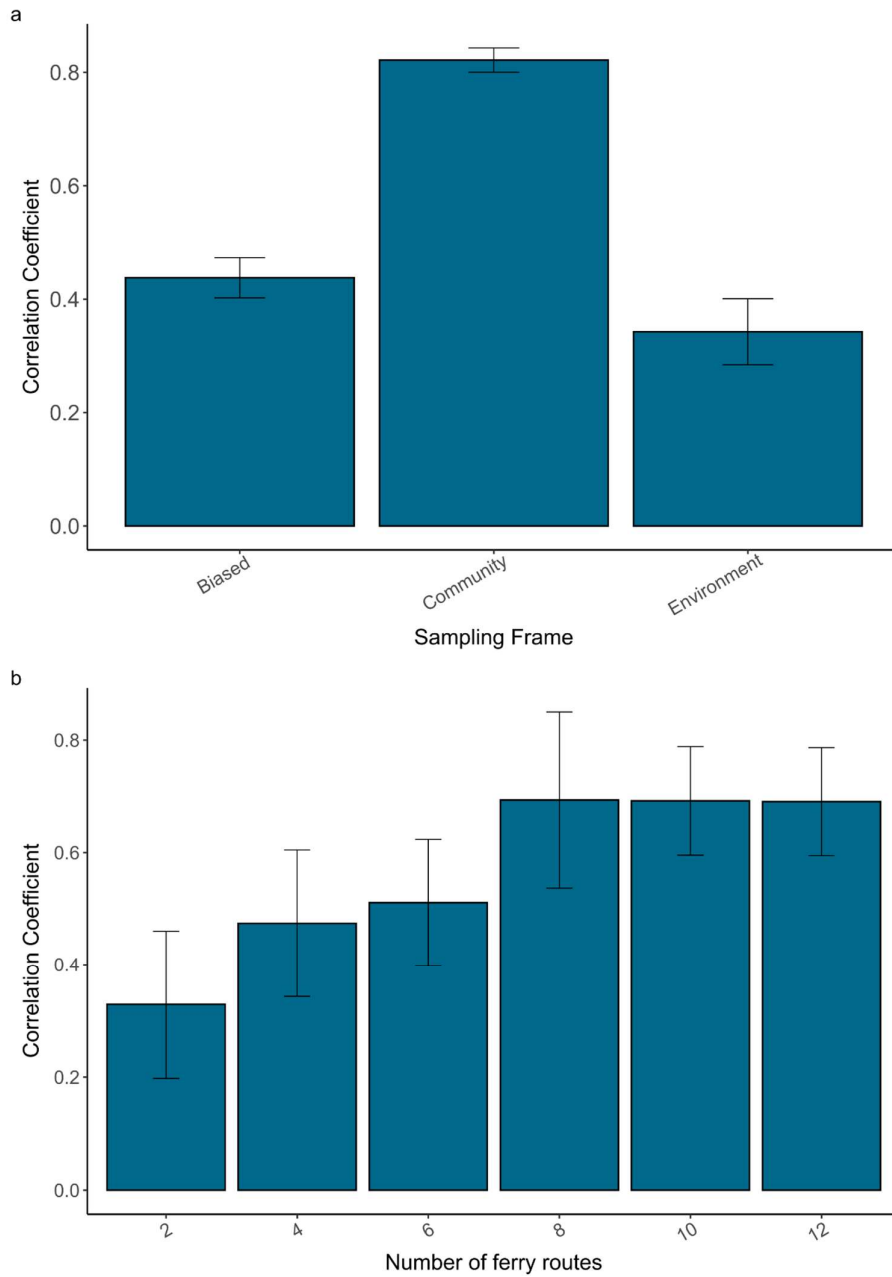 a
Correlation Coefficient
0.8
0.6
0.4
0.2
0.0
Biased
Community
Environment
Sampling Frame
b
Correlation Coefficient
0.8
0.6
0.4
0.2
0.0
2
4
6
8
10
12
Number of ferry routes